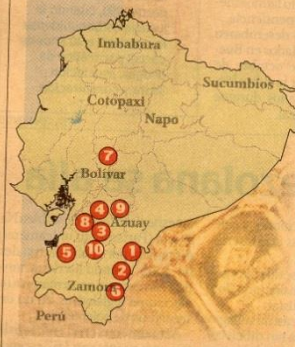 Imbabura
Sucumbíos
Cotopaxi
Napo
7
Bolívar
4 9
8 Azuay
3
5 10 1
2
Zamora
Perú